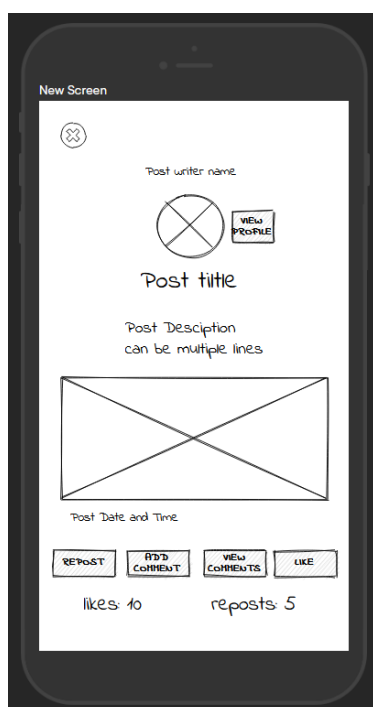 New Screen
Post writer name
VIEW
PROFILE
Post tiltle
Post Desciption
can be multiple lines
Post Date and Time
REPOST
ADD
COMMENT
VIEW
COMMENTS
LIKE
likes: 10
reposts: 5